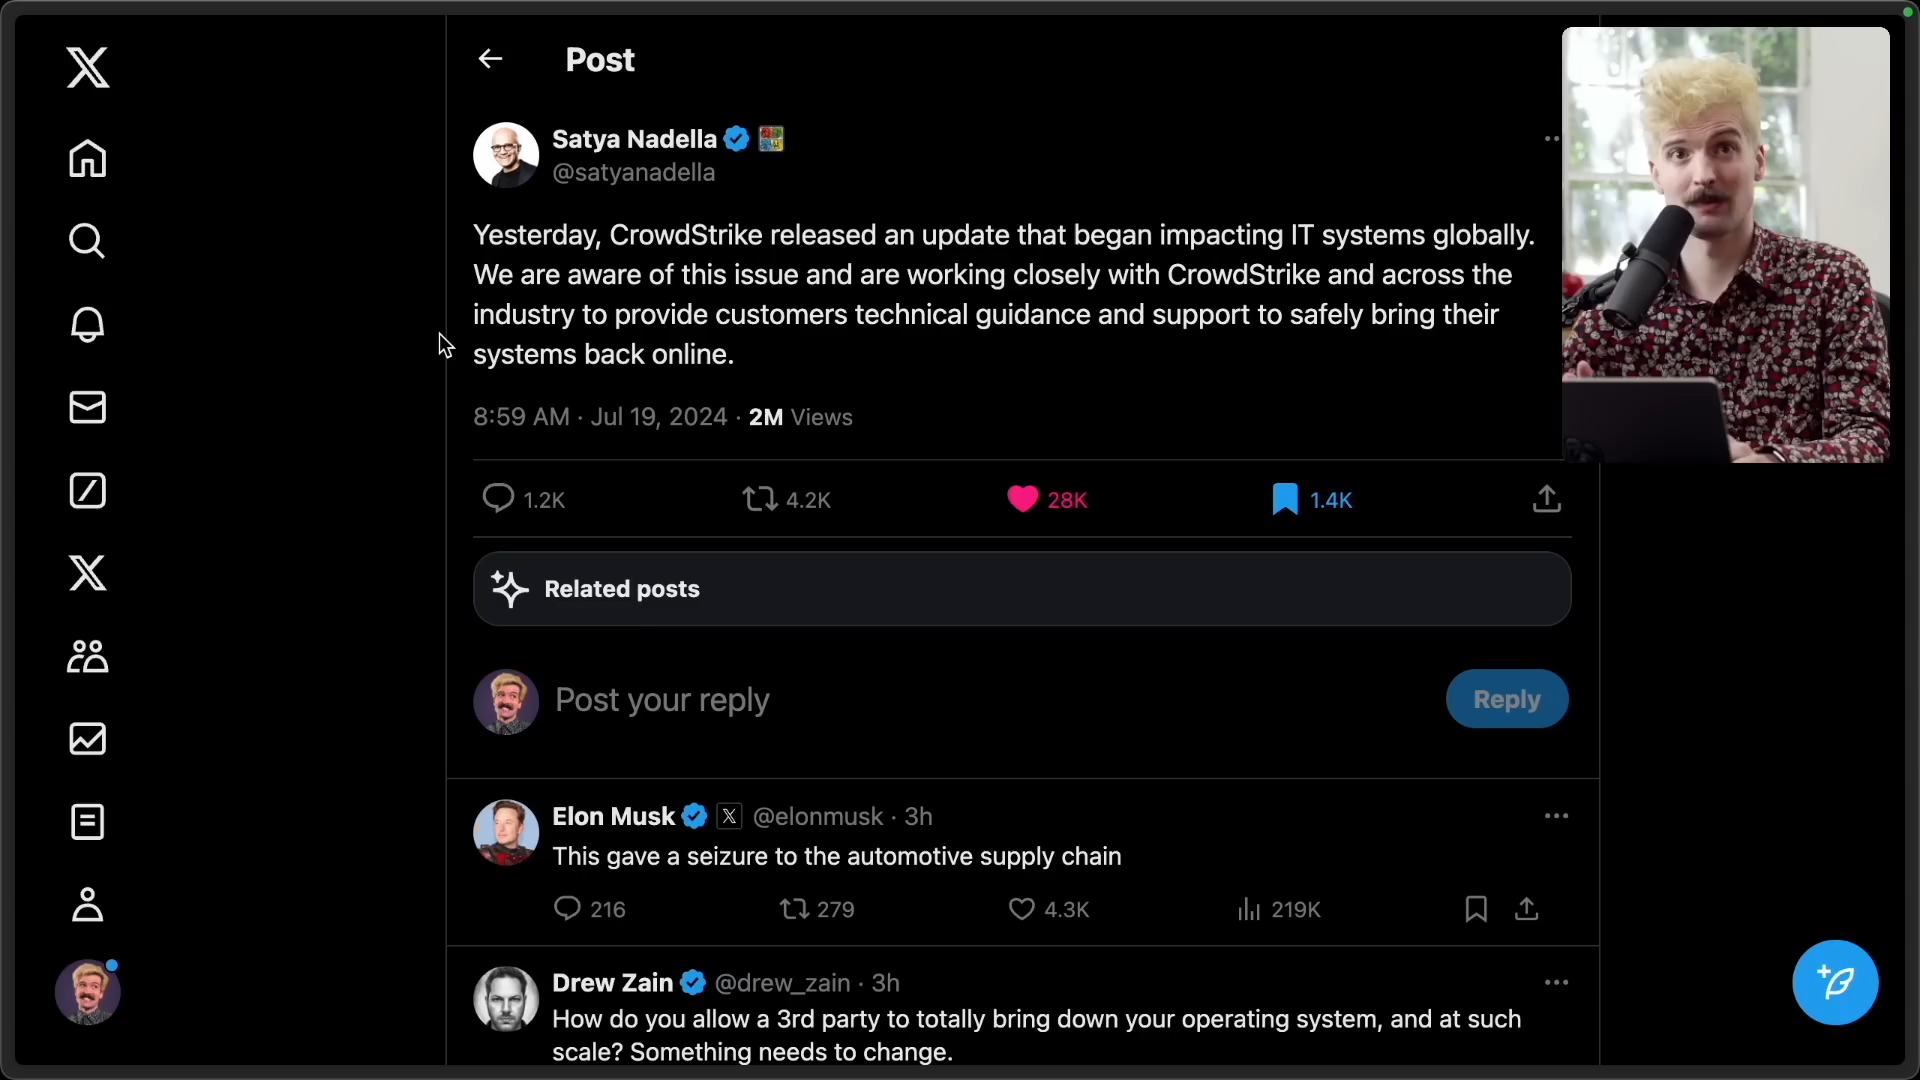 Post
Satya Nadella
@satyanadella
Yesterday, CrowdStrike released an update that began impacting IT systems globally.
We are aware of this issue and are working closely with CrowdStrike and across the
industry to provide customers technical guidance and support to safely bring their
systems back online.
8:59 AM · Jul 19, 2024 · 2M Views
1.2K 4.2K 28K 1.4K
Related posts
Post your reply
Reply
Elon Musk @elonmusk · 3h
This gave a seizure to the automotive supply chain
216 279 4.3K 219K
Drew Zain @drew_zain · 3h
How do you allow a 3rd party to totally bring down your operating system, and at such
scale? Something needs to change.